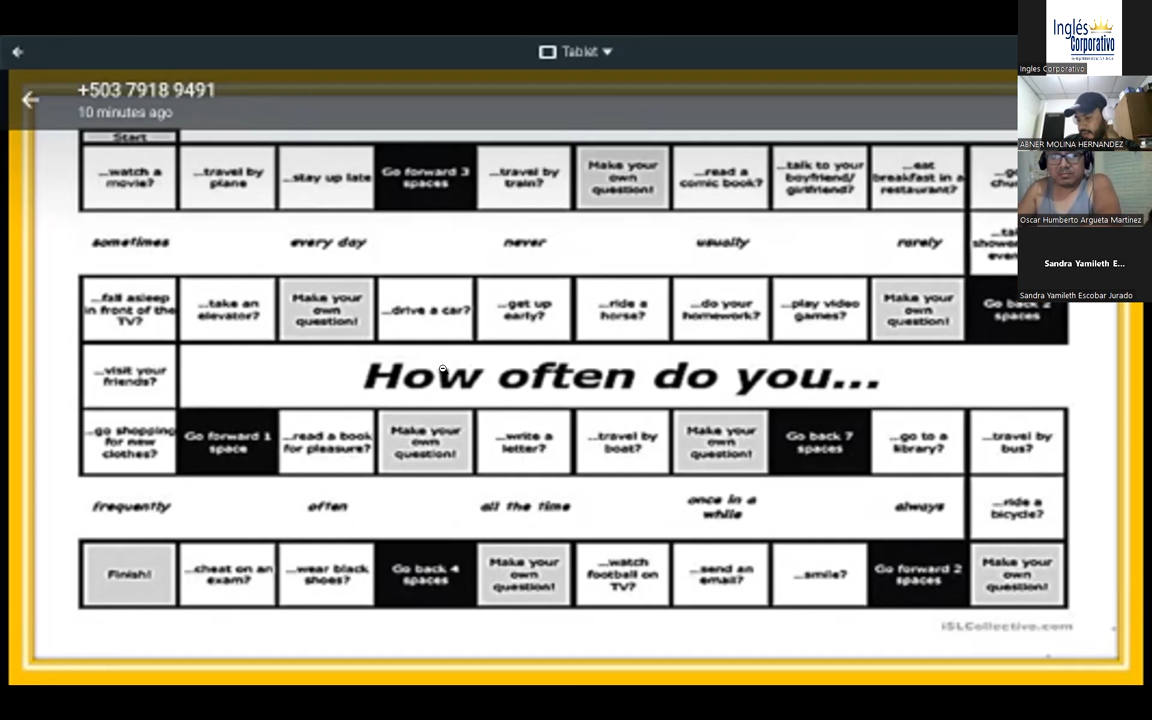 Tablet
+503 7918 9491
10 minutes ago
Start
...watch a
movie?
...travel by
plane
...stay up late
Go forward 3
spaces
...travel by
train?
Make your
own
question!
...read a
comic book?
...talk to your
boyfriend/
girlfriend?
...eat
breakfast in a
restaurant?
sometimes
every day
never
usually
rarely
...fall asleep
in front of the
TV?
...take an
elevator?
Make your
own
question!
...drive a car?
...get up
early?
...ride a
horse?
...do your
homework?
...play video
games?
Make your
own
question!
Go back 2
spaces
...visit your
friends?
How often do you...
...go shopping
for new
clothes?
Go forward 1
space
...read a book
for pleasure?
Make your
own
question!
...write a
letter?
...travel by
boat?
Make your
own
question!
Go back 7
spaces
...go to a
library?
...travel by
bus?
frequently
often
all the time
once in a
while
always
...ride a
bicycle?
Finish!
...cheat on an
exam?
...wear black
shoes?
Go back 4
spaces
Make your
own
question!
...watch
football on
TV?
...send an
email?
...smile?
Go forward 2
spaces
Make your
own
question!
iSLCollective.com
Inglés
Corporativo
Ingles Corporativo
ABNER MOLINA HERNANDEZ
Oscar Humberto Argueta Martinez
Sandra Yamileth E...
Sandra Yamileth Escobar Jurado